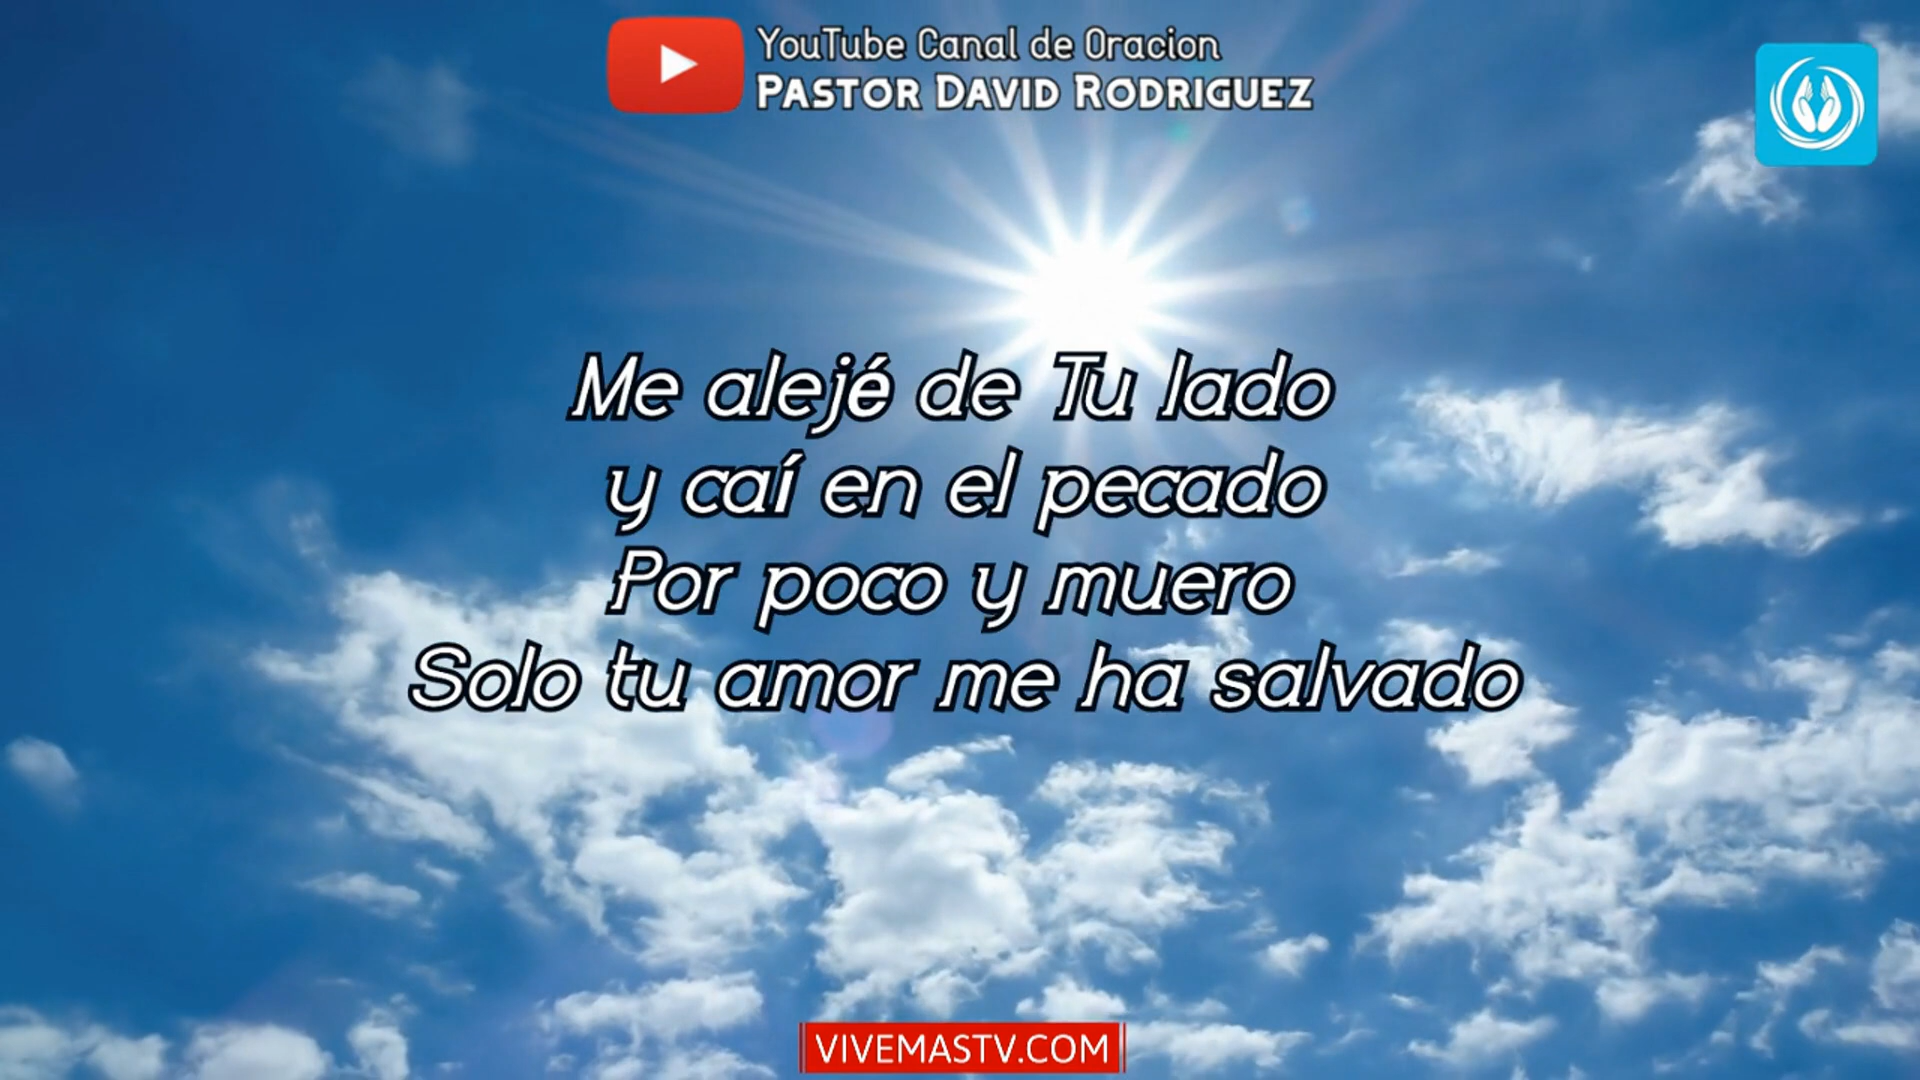 YouTube Canal de Oracion
PASTOR DAVID RODRIGUEZ
Me alejé de Tu lado
y caí en el pecado
Por poco y muero
Solo tu amor me ha salvado
VIVEMASTV.COM